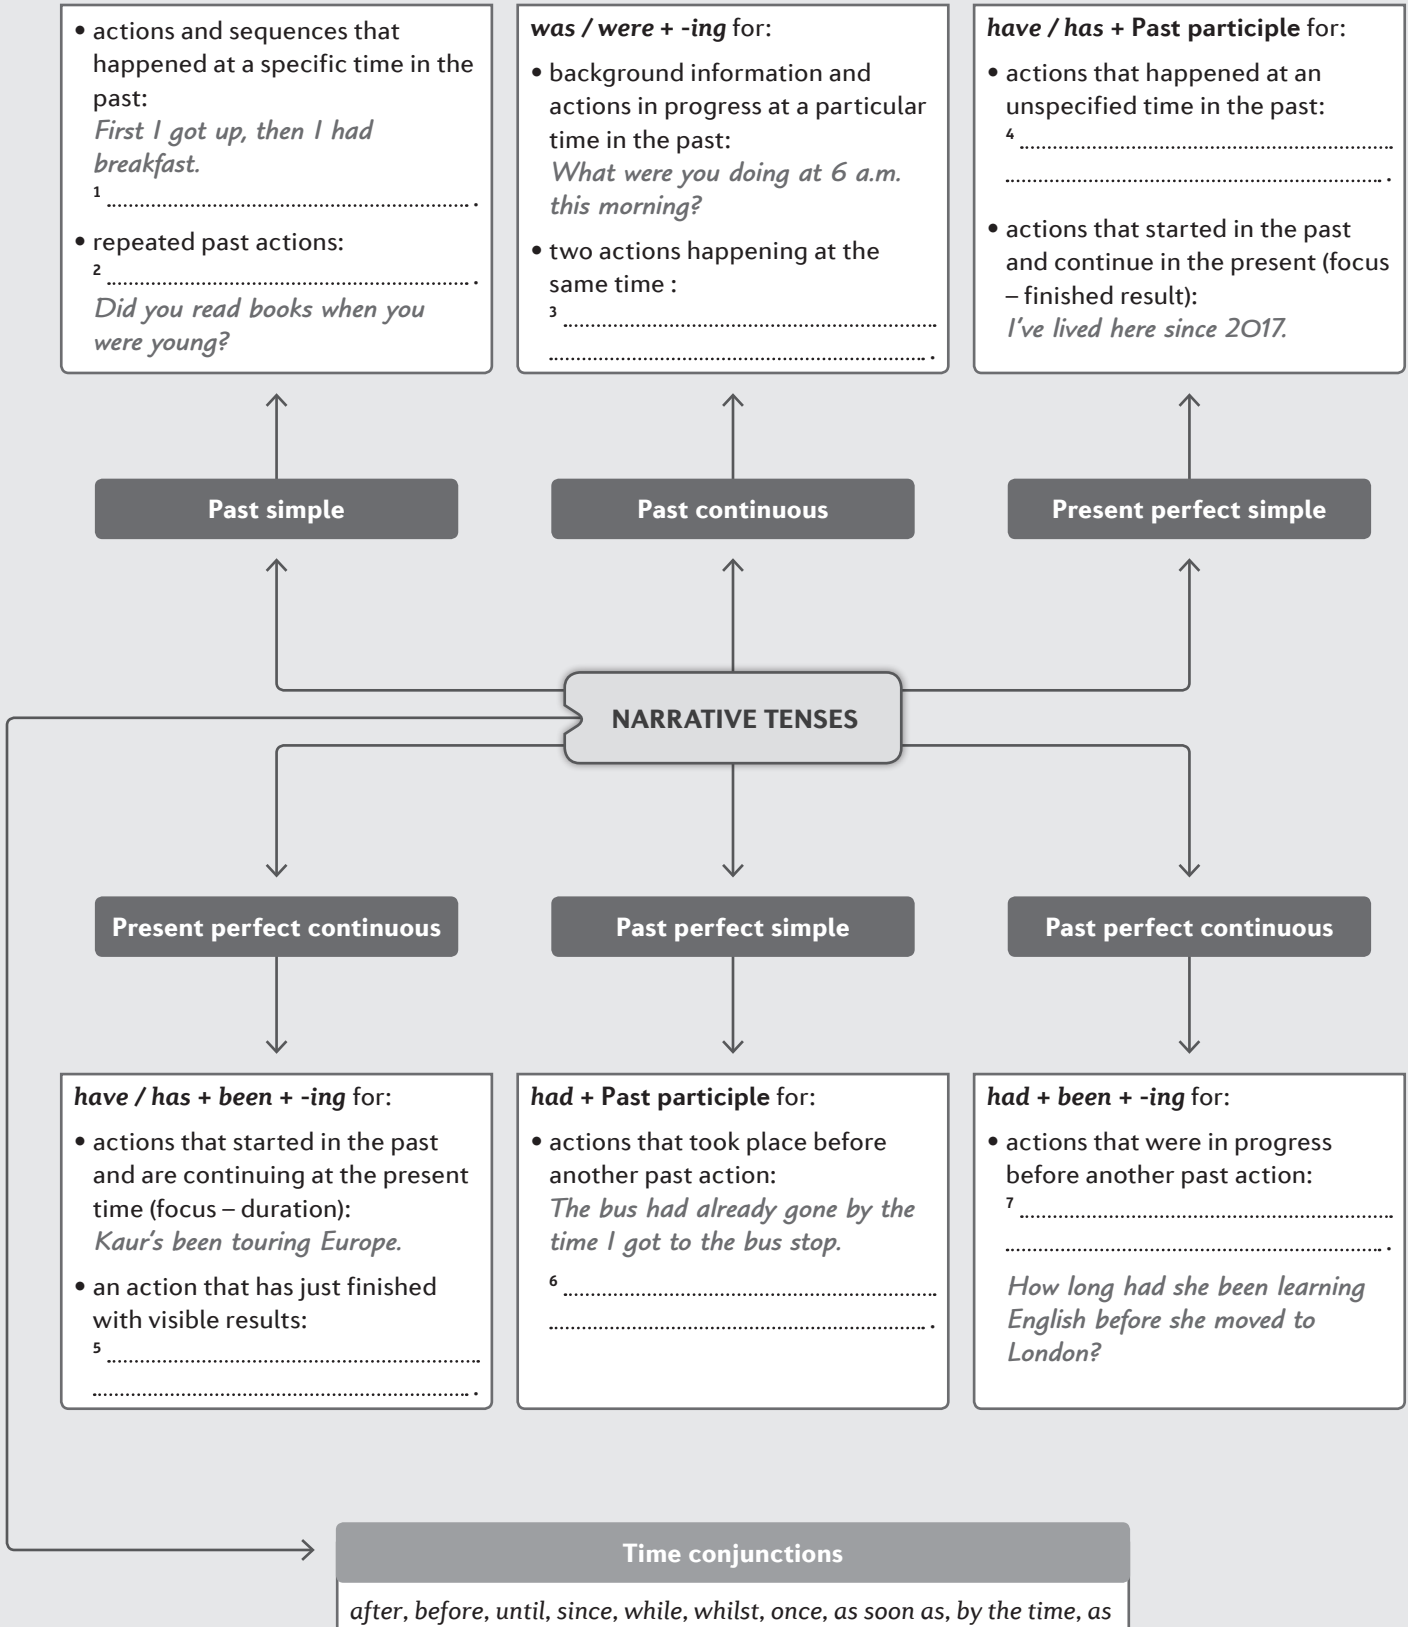 • actions and sequences that
happened at a specific time in the
past:
First I got up, then I had
breakfast.
1 .
• repeated past actions:
2 .
Did you read books when you
were young?
was / were + -ing for:
• background information and
actions in progress at a particular
time in the past:
What were you doing at 6 a.m.
this morning?
• two actions happening at the
same time :
3
.
have / has + Past participle for:
• actions that happened at an
unspecified time in the past:
4
.
• actions that started in the past
and continue in the present (focus
– finished result):
I've lived here since 2017.
Past simple
Past continuous
Present perfect simple
NARRATIVE TENSES
Present perfect continuous
Past perfect simple
Past perfect continuous
have / has + been + -ing for:
• actions that started in the past
and are continuing at the present
time (focus – duration):
Kaur's been touring Europe.
• an action that has just finished
with visible results:
5
.
had + Past participle for:
• actions that took place before
another past action:
The bus had already gone by the
time I got to the bus stop.
6
.
had + been + -ing for:
• actions that were in progress
before another past action:
7
.
How long had she been learning
English before she moved to
London?
Time conjunctions
after, before, until, since, while, whilst, once, as soon as, by the time, as